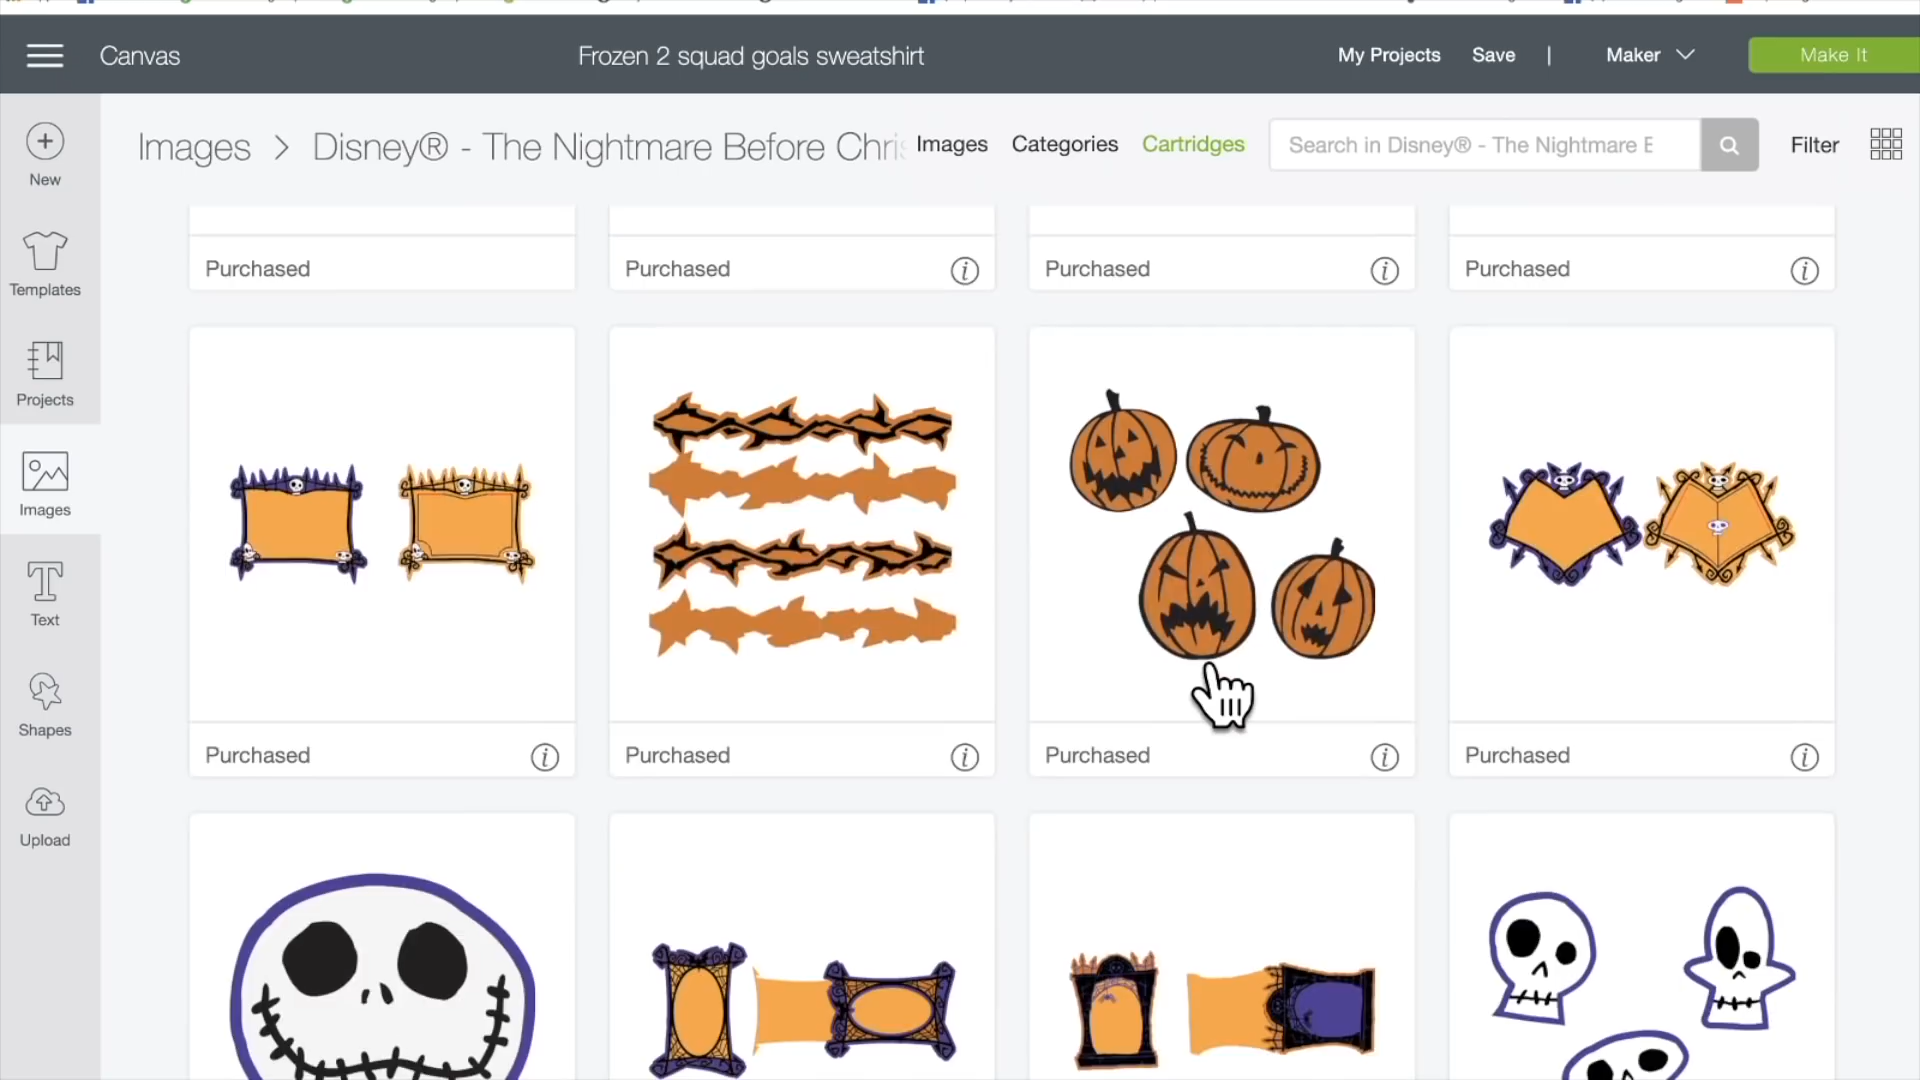 Canvas
Frozen 2 squad goals sweatshirt
My Projects
Save
|
Maker
Make It
New
Templates
Projects
Images
Text
Shapes
Upload
Images > Disney® - The Nightmare Before Chri
Images
Categories
Cartridges
Search in Disney® - The Nightmare E
Filter
Purchased
Purchased
Purchased
Purchased
Purchased
Purchased
Purchased
Purchased